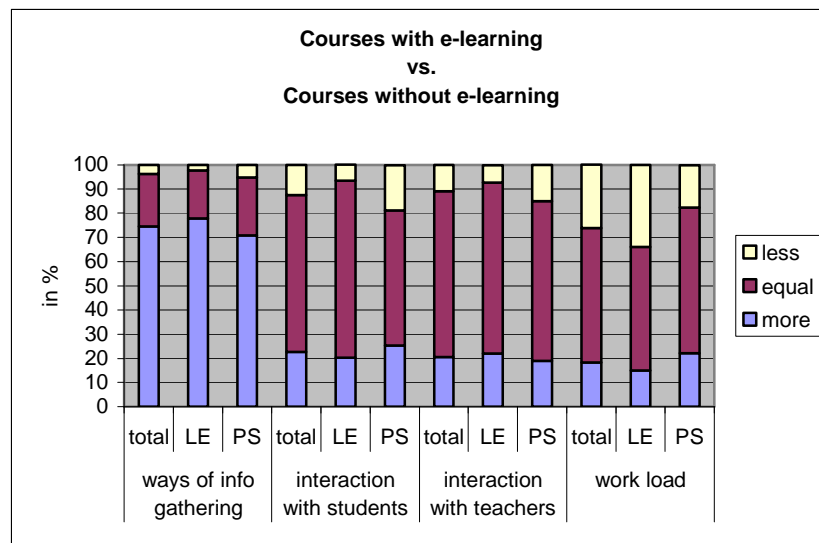 Courses with e-learning
vs.
Courses without e-learning
100
90
80
70
60
50
40
30
20
10
0
in %
total LE PS total LE PS total LE PS total LE PS
ways of info gathering
interaction with students
interaction with teachers
work load
less
equal
more